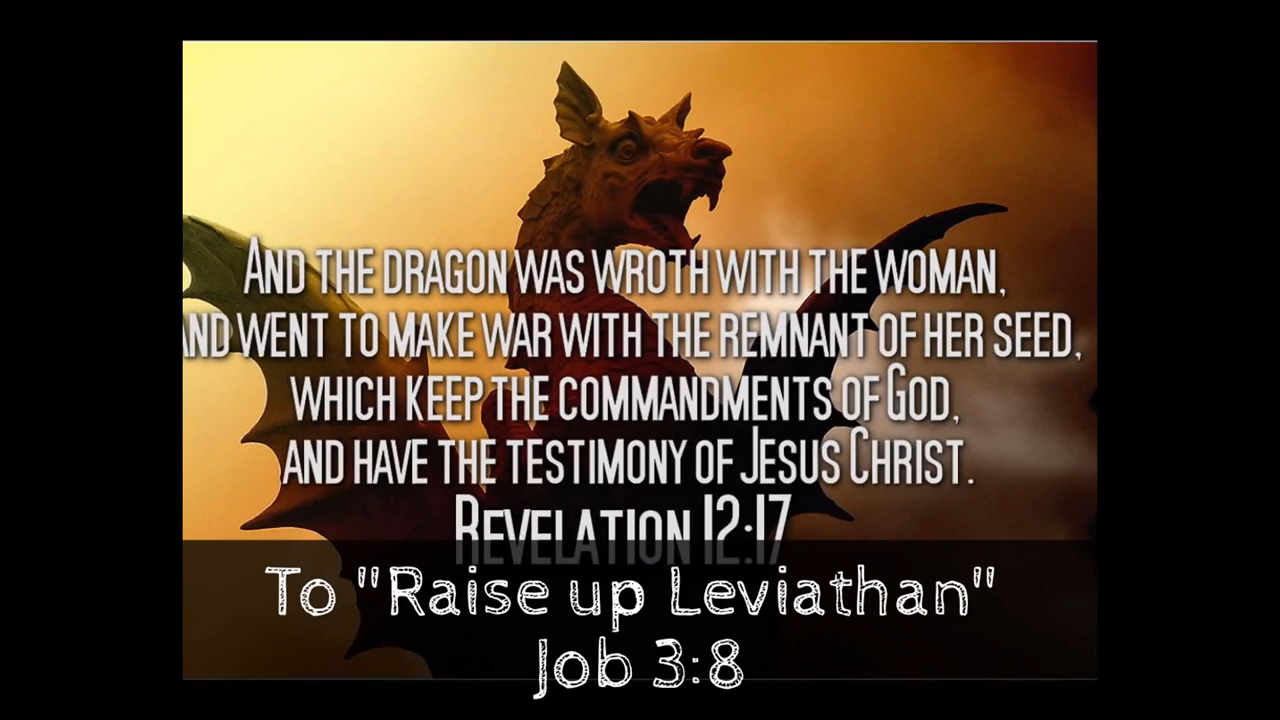 AND THE DRAGON WAS WROTH WITH THE WOMAN,
AND WENT TO MAKE WAR WITH THE REMNANT OF HER SEED,
WHICH KEEP THE COMMANDMENTS OF GOD,
AND HAVE THE TESTIMONY OF JESUS CHRIST.
REVELATION 12:17
To "Raise up Leviathan"
Job 3:8